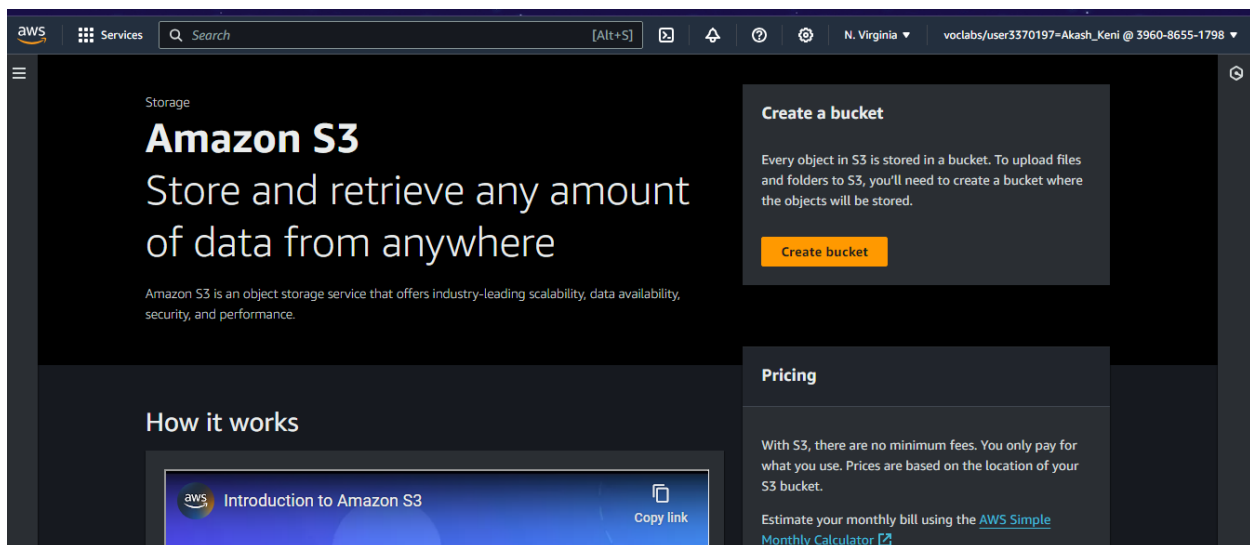 aws
Services
Search
[Alt+S]
N. Virginia
voclabs/user3370197=Akash_Keni @ 3960-8655-1798
Storage
Amazon S3
Store and retrieve any amount
of data from anywhere
Amazon S3 is an object storage service that offers industry-leading scalability, data availability,
security, and performance.
Create a bucket
Every object in S3 is stored in a bucket. To upload files
and folders to S3, you'll need to create a bucket where
the objects will be stored.
Create bucket
How it works
aws
Introduction to Amazon S3
Copy link
Pricing
With S3, there are no minimum fees. You only pay for
what you use. Prices are based on the location of your
S3 bucket.
Estimate your monthly bill using the AWS Simple
Monthly Calculator